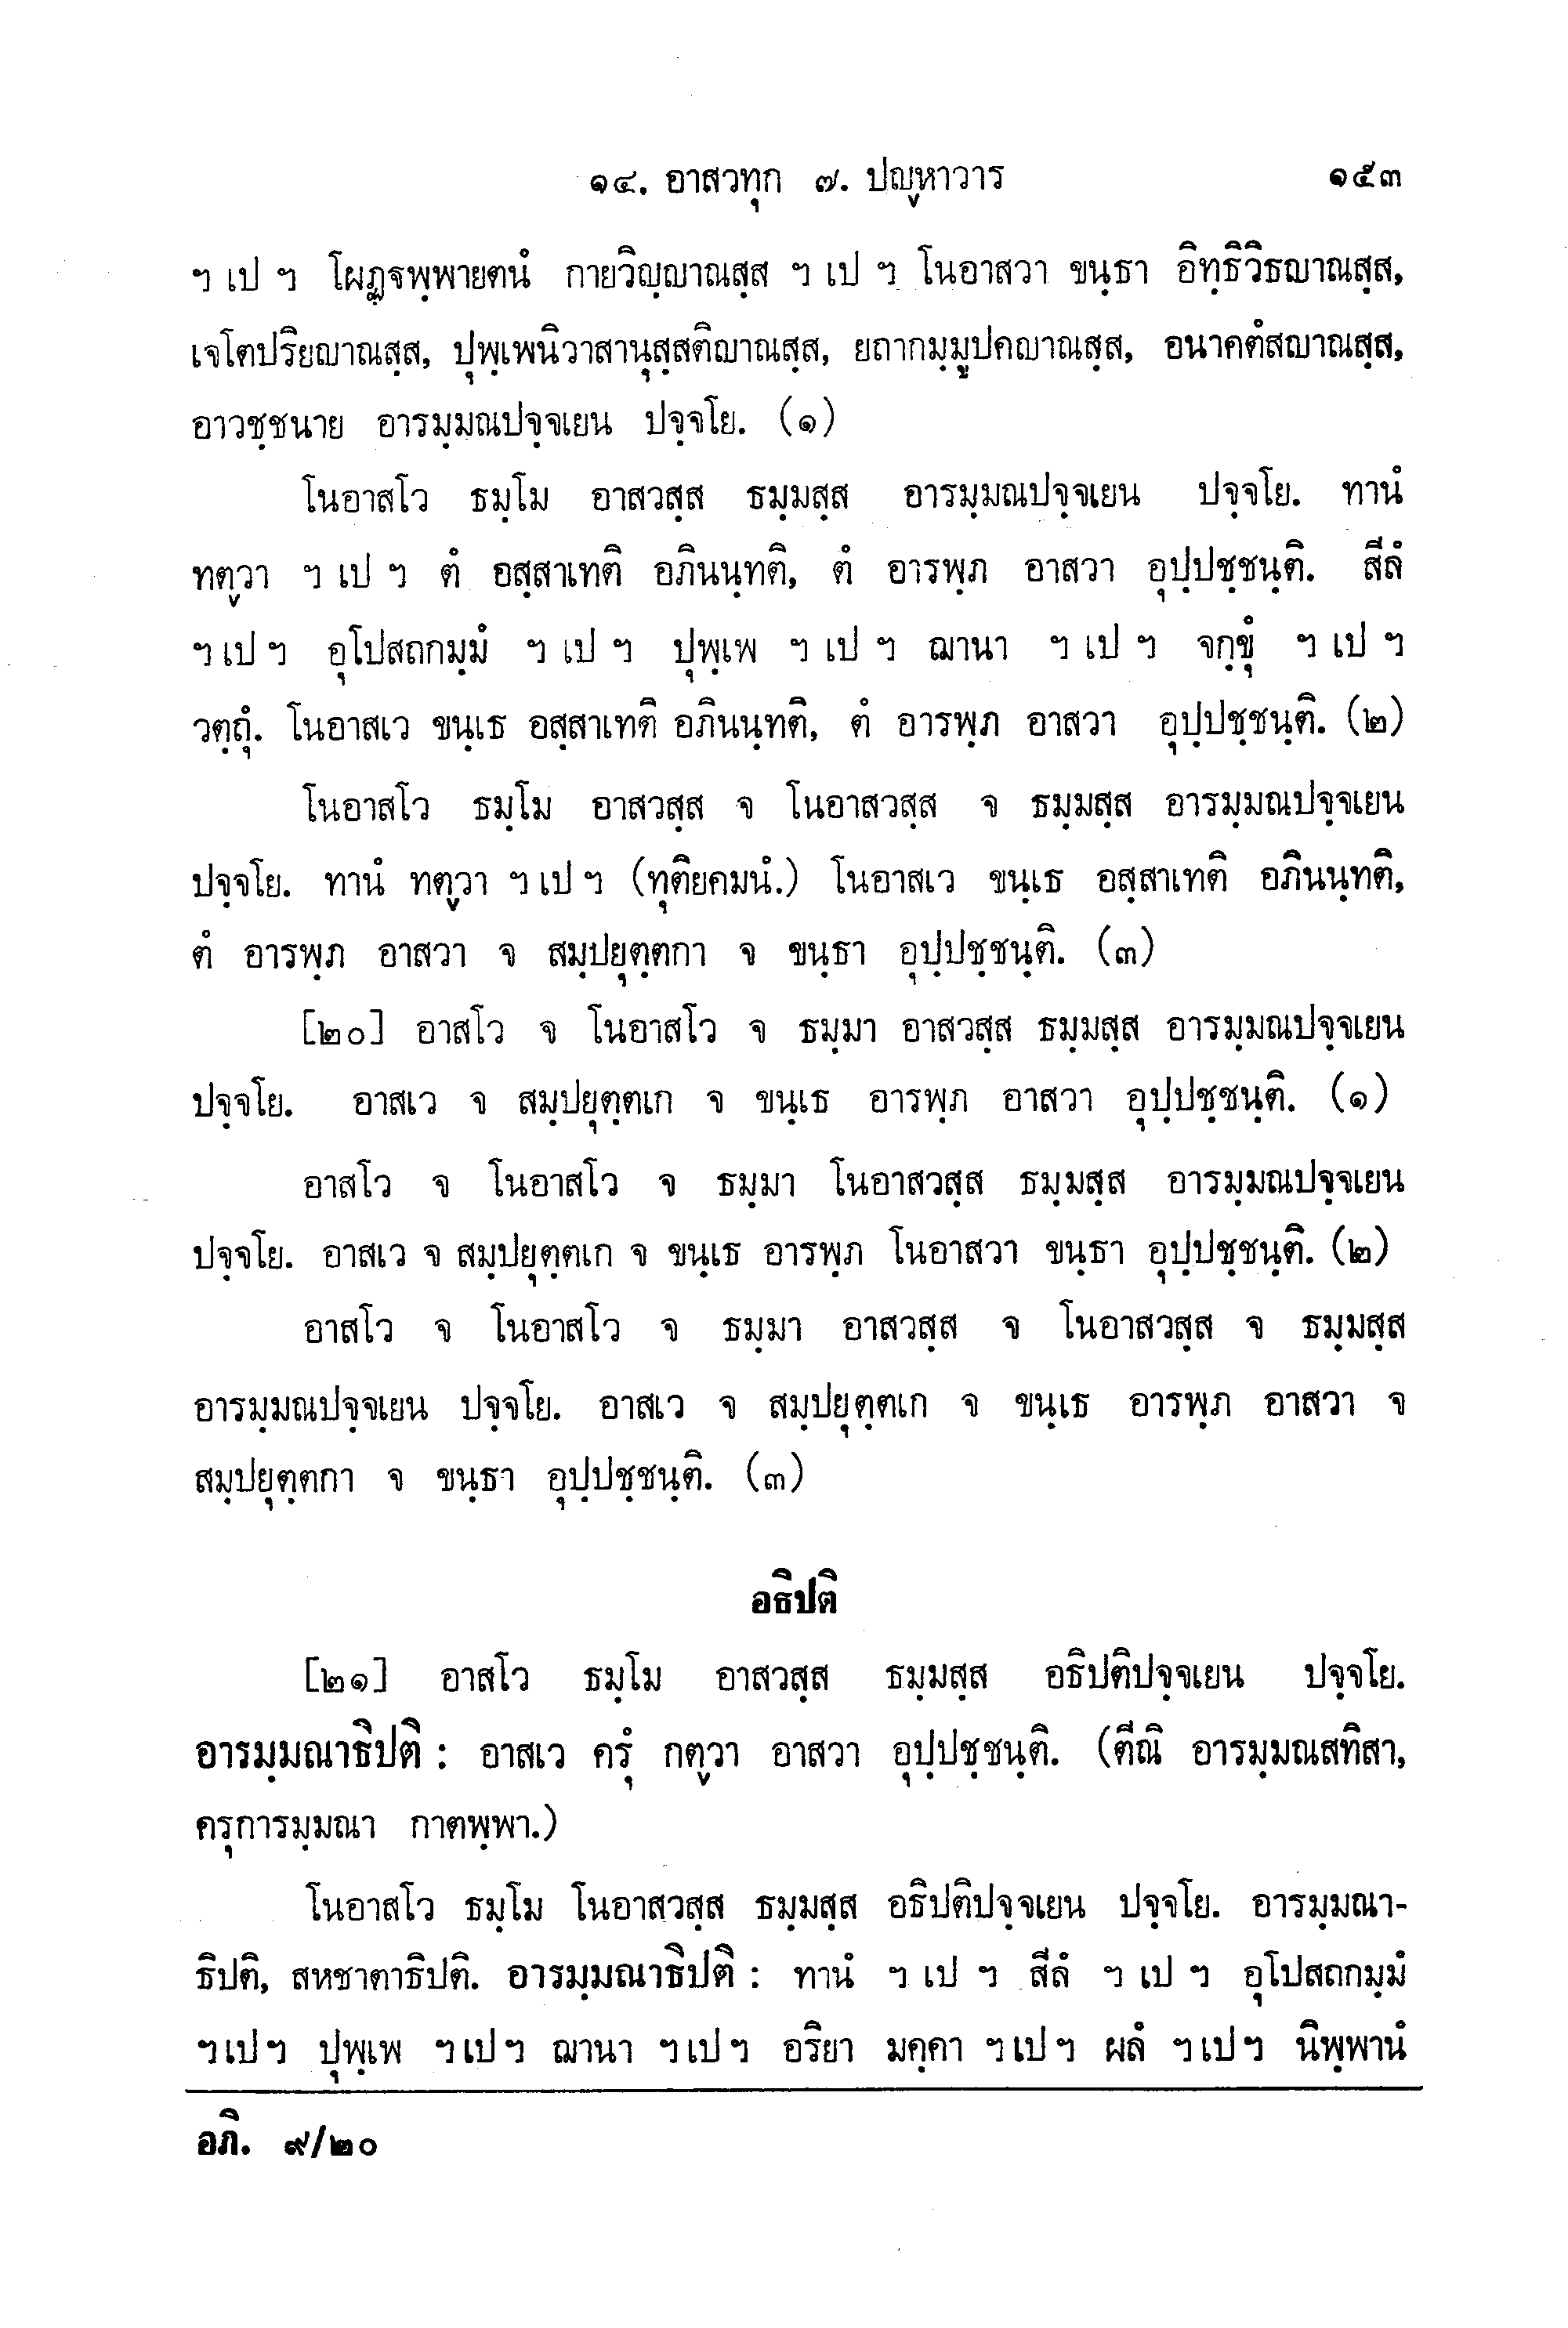 ๑๔. อาสวทุก ๗. ปญฺหาวาร ๑๕๓
ฯ เป ฯ โผฏฺฐพฺพายตนํ กายวิญฺญาณสฺส ฯ เป ฯ โนอาสวา ขนฺธา อิทฺธิวิธญาณสฺส,
เจโตปริยญาณสฺส, ปุพฺเพนิวาสานุสฺสติญาณสฺส, ยถากมฺมูปคญาณสฺส, อนาคตํสญาณสฺส,
อาวชฺชนาย อารมฺมณปจฺจเยน ปจฺจโย. (๑)
โนอาสโว ธมฺโม อาสวสฺส ธมฺมสฺส อารมฺมณปจฺจเยน ปจฺจโย. ทานํ
ทตฺวา ฯ เป ฯ ตํ อสฺสาเทติ อภินนฺทติ, ตํ อารพฺภ อาสวา อุปฺปชฺชนฺติ. สีลํ
ฯ เป ฯ อุโปสถกมฺมํ ฯ เป ฯ ปุพฺเพ ฯ เป ฯ ฌานา ฯ เป ฯ จกฺขุํ ฯ เป ฯ
วตฺถุํ. โนอาสเว ขนฺเธ อสฺสาเทติ อภินนฺทติ, ตํ อารพฺภ อาสวา อุปฺปชฺชนฺติ. (๒)
โนอาสโว ธมฺโม อาสวสฺส จ โนอาสวสฺส จ ธมฺมสฺส อารมฺมณปจฺจเยน
ปจฺจโย. ทานํ ทตฺวา ฯ เป ฯ (ทุติยคมนํ.) โนอาสเว ขนฺเธ อสฺสาเทติ อภินนฺทติ,
ตํ อารพฺภ อาสวา จ สมฺปยุตฺตกา จ ขนฺธา อุปฺปชฺชนฺติ. (๓)
[๒๐] อาสโว จ โนอาสโว จ ธมฺมา อาสวสฺส ธมฺมสฺส อารมฺมณปจฺจเยน
ปจฺจโย. อาสเว จ สมฺปยุตฺตเก จ ขนฺเธ อารพฺภ อาสวา อุปฺปชฺชนฺติ. (๑)
อาสโว จ โนอาสโว จ ธมฺมา โนอาสวสฺส ธมฺมสฺส อารมฺมณปจฺจเยน
ปจฺจโย. อาสเว จ สมฺปยุตฺตเก จ ขนฺเธ อารพฺภ โนอาสวา ขนฺธา อุปฺปชฺชนฺติ. (๒)
อาสโว จ โนอาสโว จ ธมฺมา อาสวสฺส จ โนอาสวสฺส จ ธมฺมสฺส
อารมฺมณปจฺจเยน ปจฺจโย. อาสเว จ สมฺปยุตฺตเก จ ขนฺเธ อารพฺภ อาสวา จ
สมฺปยุตฺตกา จ ขนฺธา อุปฺปชฺชนฺติ. (๓)
อธิปติ
[๒๑] อาสโว ธมฺโม อาสวสฺส ธมฺมสฺส อธิปติปจฺจเยน ปจฺจโย.
อารมฺมณาธิปติ : อาสเว ครุํ กตฺวา อาสวา อุปฺปชฺชนฺติ. (ตีณิ อารมฺมณสทิสา,
ครุการมฺมณา กาตพฺพา.)
โนอาสโว ธมฺโม โนอาสวสฺส ธมฺมสฺส อธิปติปจฺจเยน ปจฺจโย. อารมฺมณา-
ธิปติ, สหชาตาธิปติ. อารมฺมณาธิปติ : ทานํ ฯ เป ฯ สีลํ ฯ เป ฯ อุโปสถกมฺมํ
ฯ เป ฯ ปุพฺเพ ฯ เป ฯ ฌานา ฯ เป ฯ อริยา มคฺคา ฯ เป ฯ ผลํ ฯ เป ฯ นิพฺพานํ
อภิ. ๙/๒๐